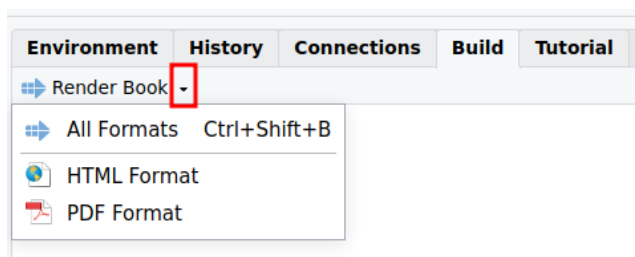 Environment History Connections Build Tutorial
Render Book
All Formats Ctrl+Shift+B
HTML Format
PDF Format